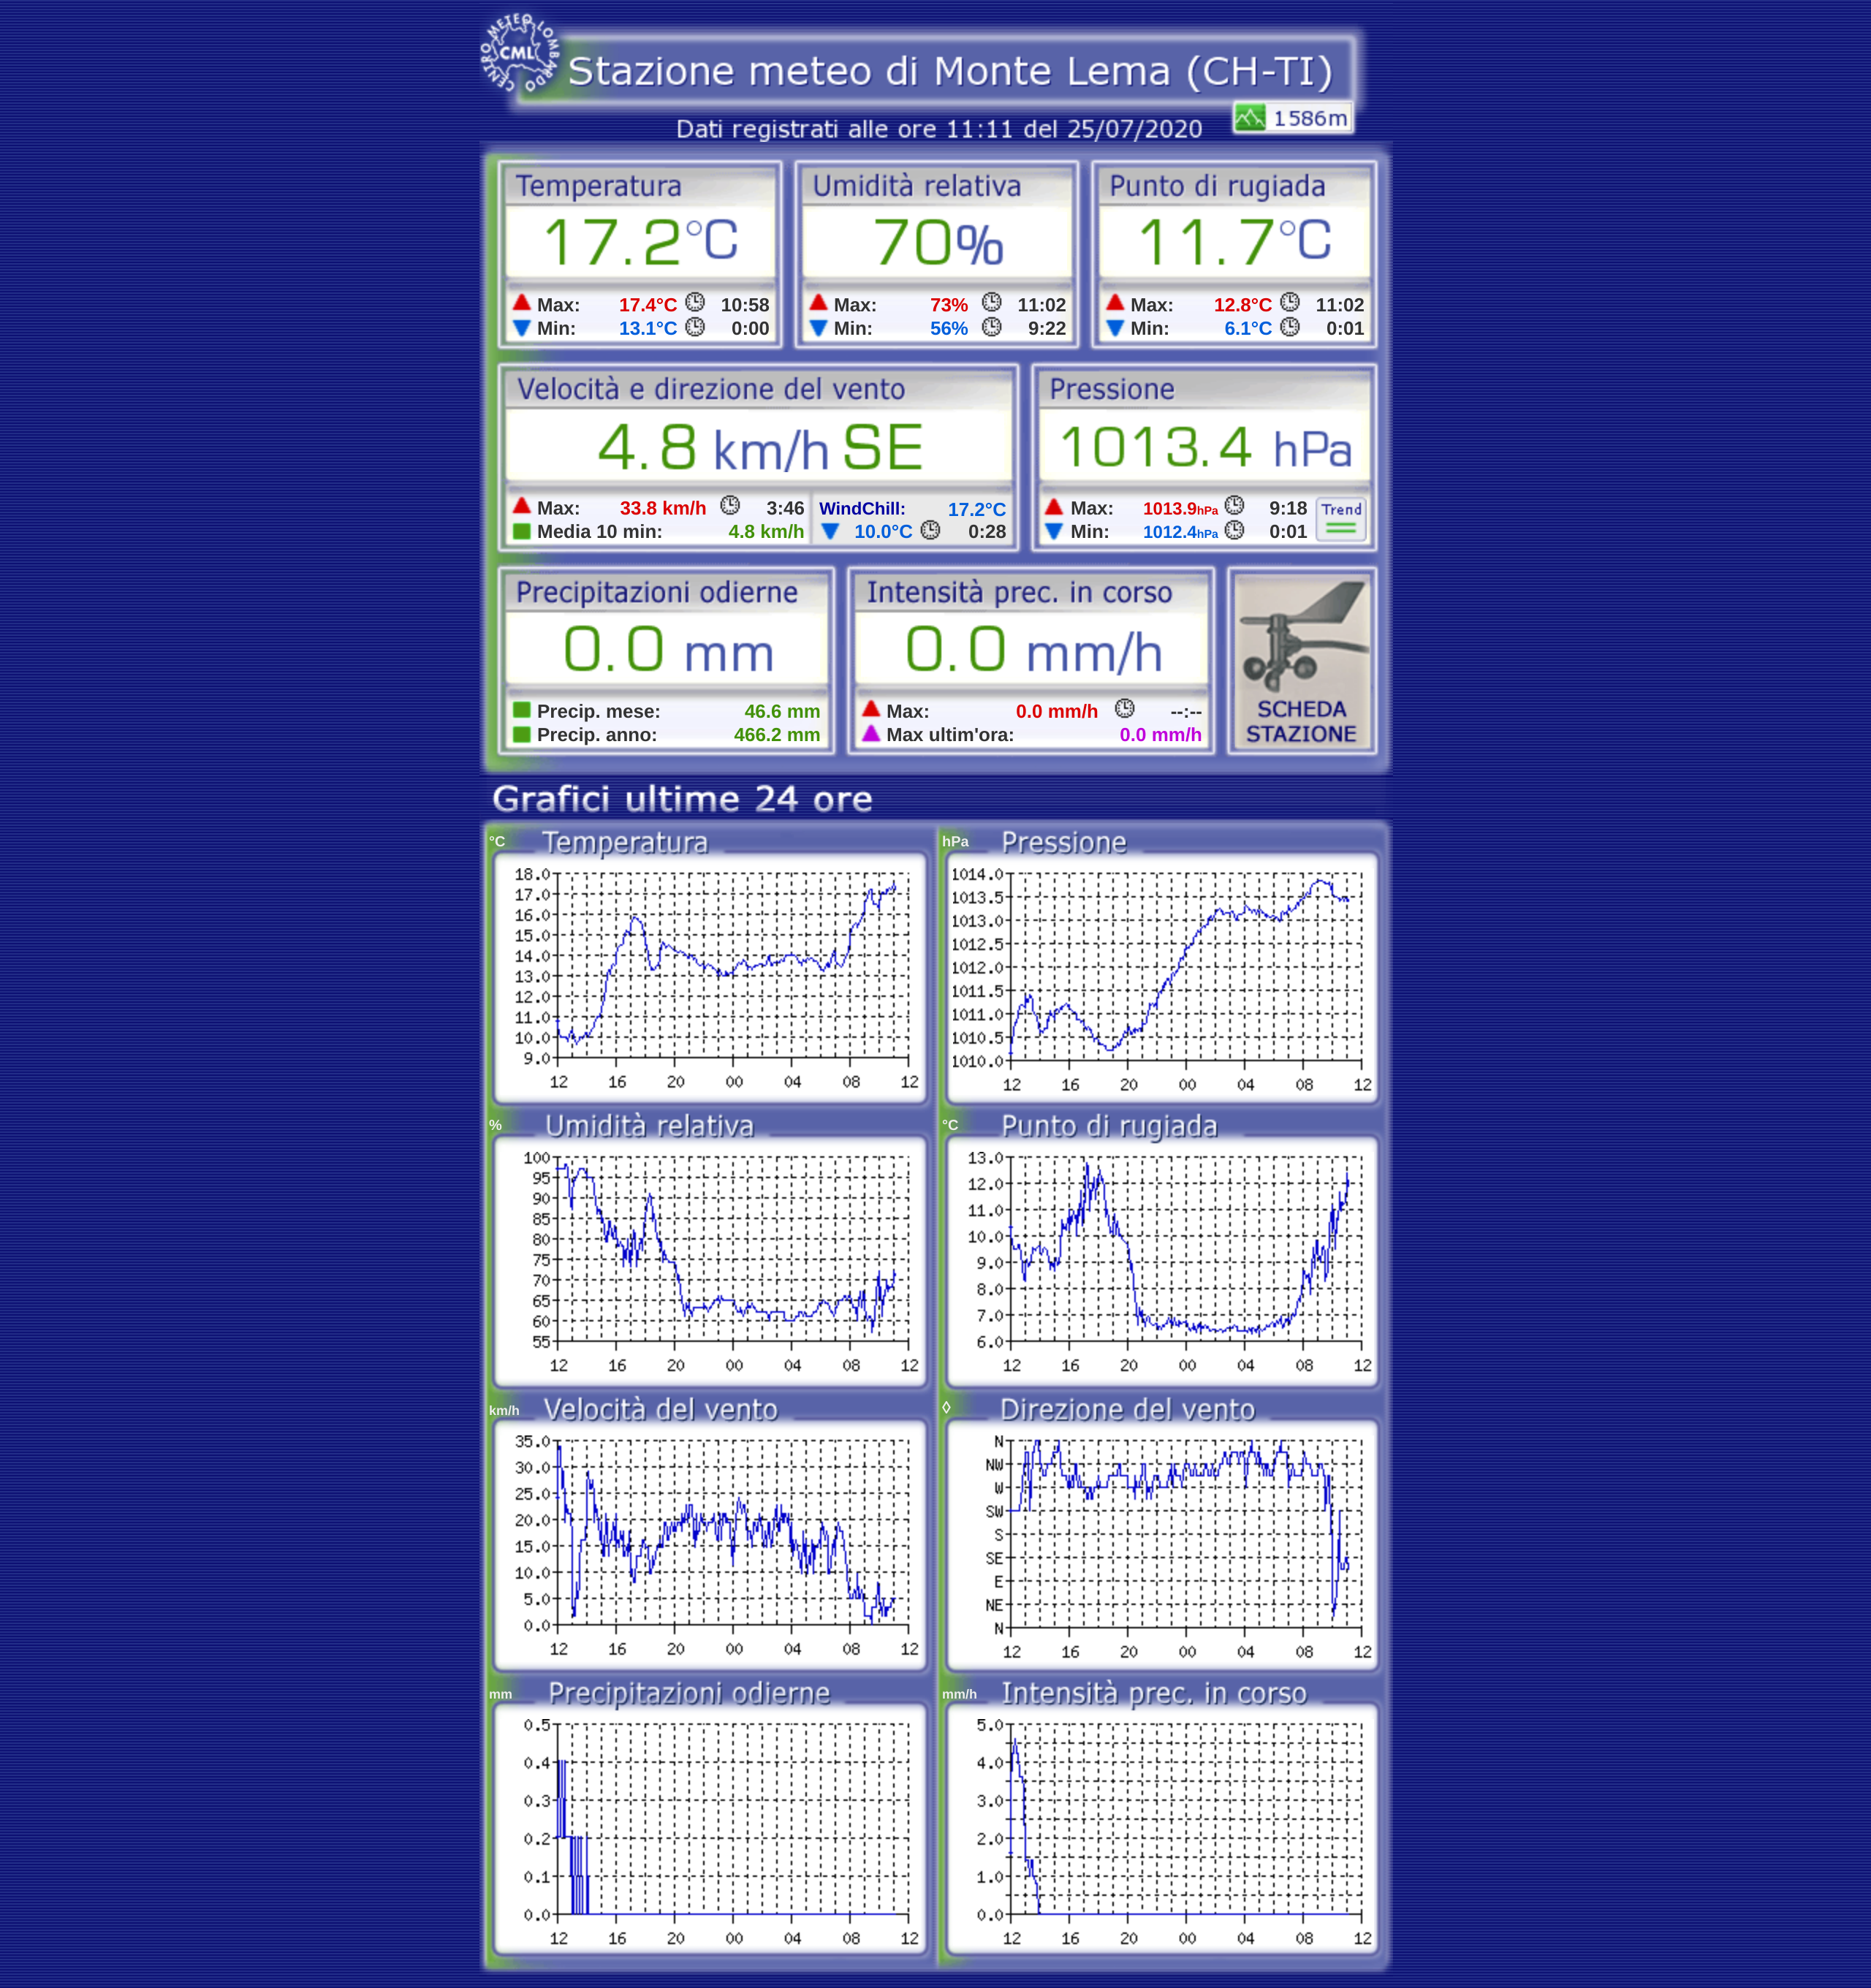 CENTRO METEO LOMBARDO
CML
Stazione meteo di Monte Lema (CH-TI)
1586m
Dati registrati alle ore 11:11 del 25/07/2020
Temperatura Umidità relativa Punto di rugiada
17.2°C 70% 11.7°C
Max: 17.4°C 10:58 Max: 73% 11:02 Max: 12.8°C 11:02
Min: 13.1°C 0:00 Min: 56% 9:22 Min: 6.1°C 0:01
Velocità e direzione del vento Pressione
4.8 km/h SE 1013.4 hPa
Max: 33.8 km/h 3:46 WindChill: 17.2°C Max: 1013.9hPa 9:18 Trend
Media 10 min: 4.8 km/h 10.0°C 0:28 Min: 1012.4hPa 0:01
Precipitazioni odierne Intensità prec. in corso
0.0 mm 0.0 mm/h
Precip. mese: 46.6 mm Max: 0.0 mm/h --:-- SCHEDA
Precip. anno: 466.2 mm Max ultim'ora: 0.0 mm/h STAZIONE
Grafici ultime 24 ore
°C Temperatura
18.0
17.0
16.0
15.0
14.0
13.0
12.0
11.0
10.0
9.0
12 16 20 00 04 08 12
hPa Pressione
1014.0
1013.5
1013.0
1012.5
1012.0
1011.5
1011.0
1010.5
1010.0
12 16 20 00 04 08 12
% Umidità relativa
100
95
90
85
80
75
70
65
60
55
12 16 20 00 04 08 12
°C Punto di rugiada
13.0
12.0
11.0
10.0
9.0
8.0
7.0
6.0
12 16 20 00 04 08 12
km/h Velocità del vento
35.0
30.0
25.0
20.0
15.0
10.0
5.0
0.0
12 16 20 00 04 08 12
◊ Direzione del vento
N
NW
W
SW
S
SE
E
NE
N
12 16 20 00 04 08 12
mm Precipitazioni odierne
0.5
0.4
0.3
0.2
0.1
0.0
12 16 20 00 04 08 12
mm/h Intensità prec. in corso
5.0
4.0
3.0
2.0
1.0
0.0
12 16 20 00 04 08 12